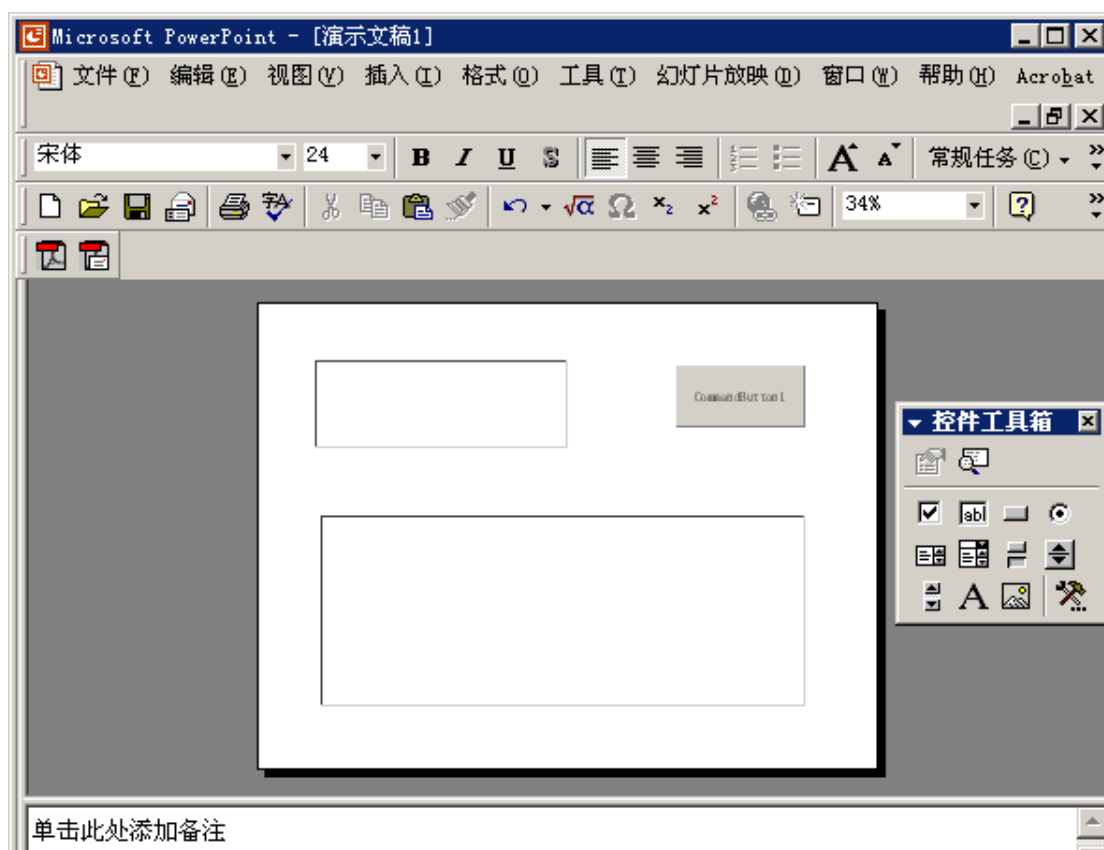 Microsoft PowerPoint - [演示文稿1]
文件(F) 编辑(E) 视图(V) 插入(I) 格式(O) 工具(T) 幻灯片放映(D) 窗口(W) 帮助(H) Acrobat
宋体 24 B I U S A A 常规任务(C)
34%
CommandButton1
控件工具箱
abl
A
单击此处添加备注